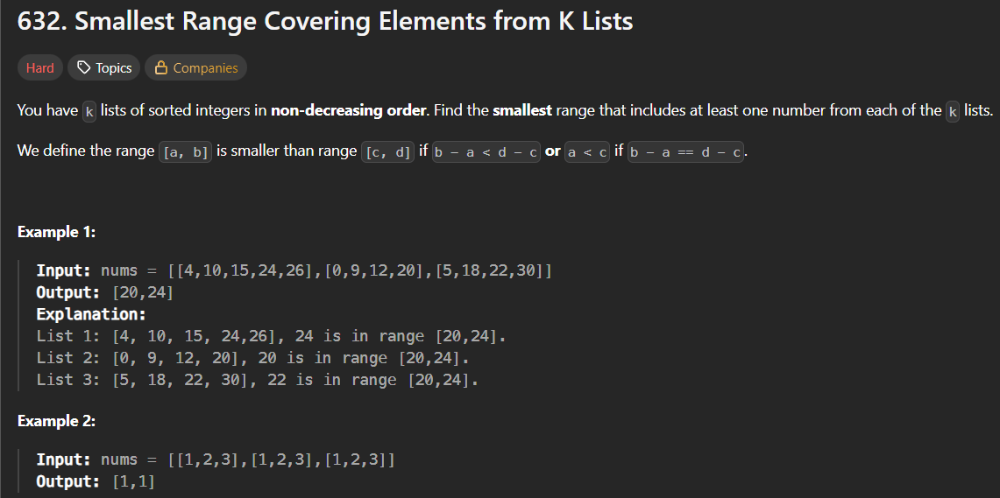 632. Smallest Range Covering Elements from K Lists
Hard Topics Companies
You have k lists of sorted integers in non-decreasing order. Find the smallest range that includes at least one number from each of the k lists.
We define the range [a, b] is smaller than range [c, d] if b - a < d - c or a < c if b - a == d - c.
Example 1:
Input: nums = [[4,10,15,24,26],[0,9,12,20],[5,18,22,30]]
Output: [20,24]
Explanation:
List 1: [4, 10, 15, 24,26], 24 is in range [20,24].
List 2: [0, 9, 12, 20], 20 is in range [20,24].
List 3: [5, 18, 22, 30], 22 is in range [20,24].
Example 2:
Input: nums = [[1,2,3],[1,2,3],[1,2,3]]
Output: [1,1]